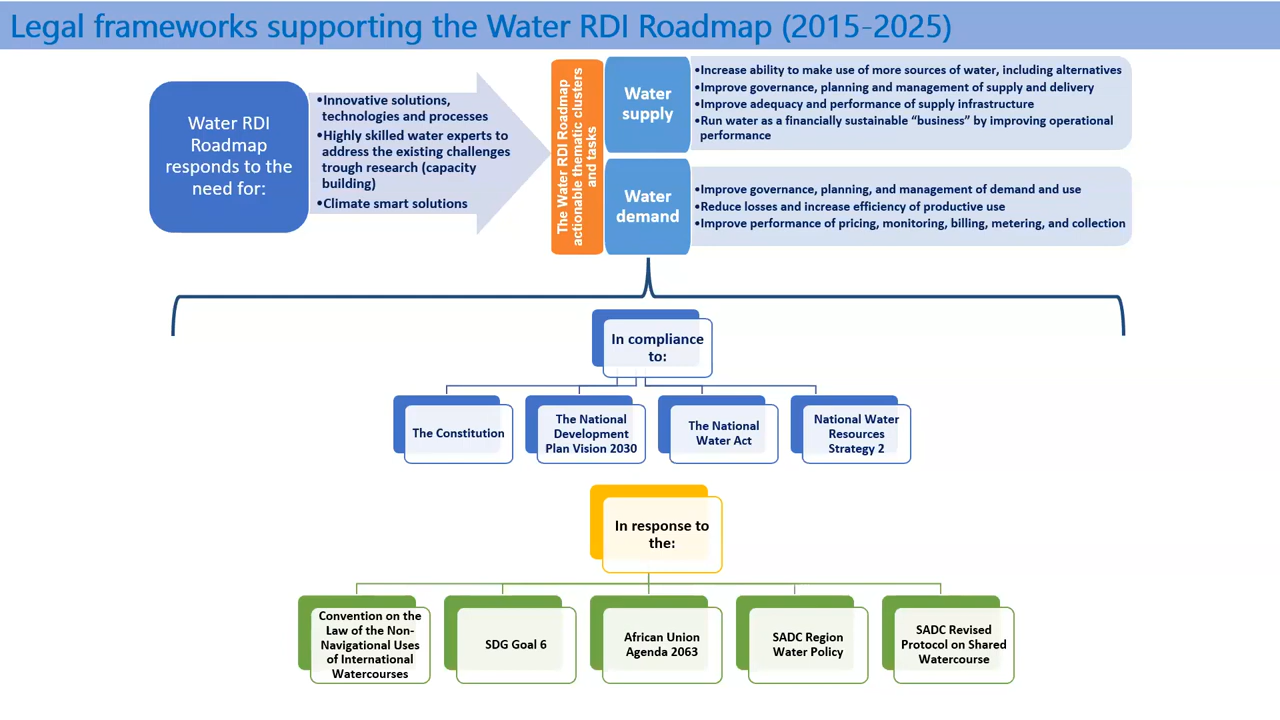 Legal frameworks supporting the Water RDI Roadmap (2015-2025)
Water RDI
Roadmap
responds to the
need for:
•Innovative solutions,
technologies and processes
•Highly skilled water experts to
address the existing challenges
trough research (capacity
building)
•Climate smart solutions
The Water RDI Roadmap
actionable thematic clusters
and tasks
Water
supply
•Increase ability to make use of more sources of water, including alternatives
•Improve governance, planning and management of supply and delivery
•Improve adequacy and performance of supply infrastructure
•Run water as a financially sustainable “business” by improving operational
performance
Water
demand
•Improve governance, planning, and management of demand and use
•Reduce losses and increase efficiency of productive use
•Improve performance of pricing, monitoring, billing, metering, and collection
In compliance
to:
The Constitution
The National
Development
Plan Vision 2030
The National
Water Act
National Water
Resources
Strategy 2
In response to
the:
Convention on the
Law of the Non-
Navigational Uses
of International
Watercourses
SDG Goal 6
African Union
Agenda 2063
SADC Region
Water Policy
SADC Revised
Protocol on Shared
Watercourse